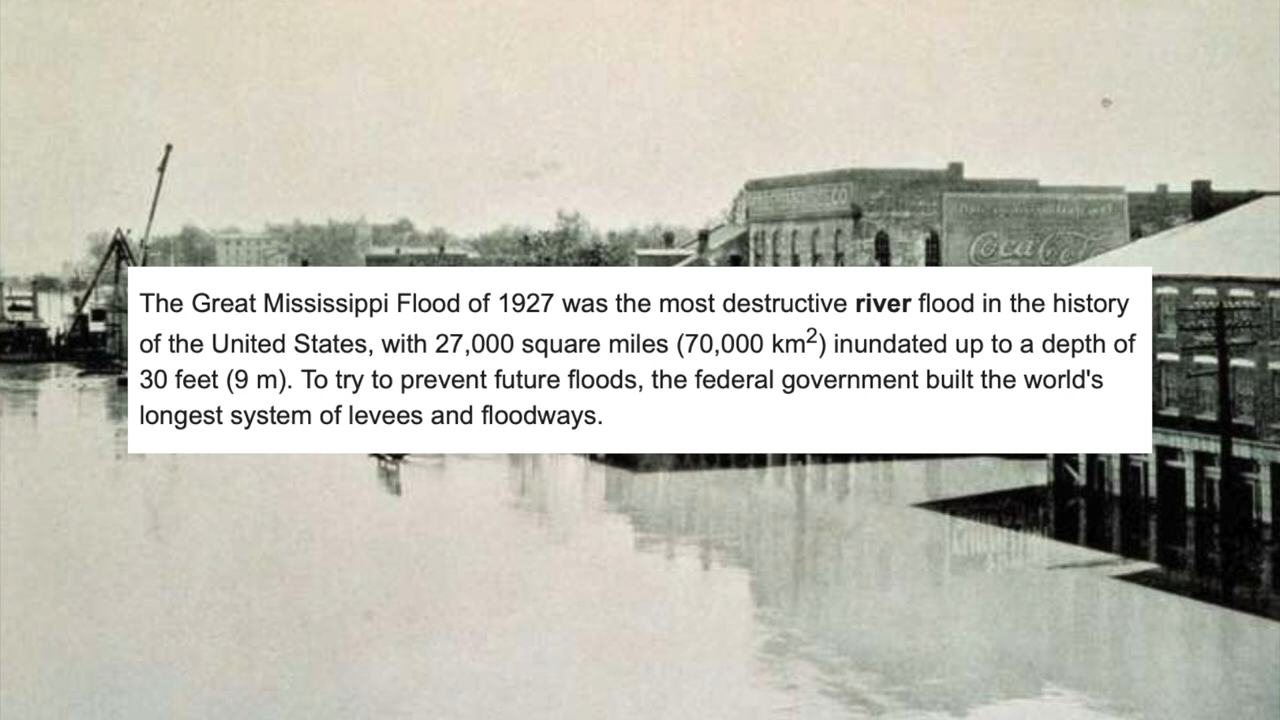 Coca-Cola
The Great Mississippi Flood of 1927 was the most destructive river flood in the history
of the United States, with 27,000 square miles (70,000 km²) inundated up to a depth of
30 feet (9 m). To try to prevent future floods, the federal government built the world's
longest system of levees and floodways.